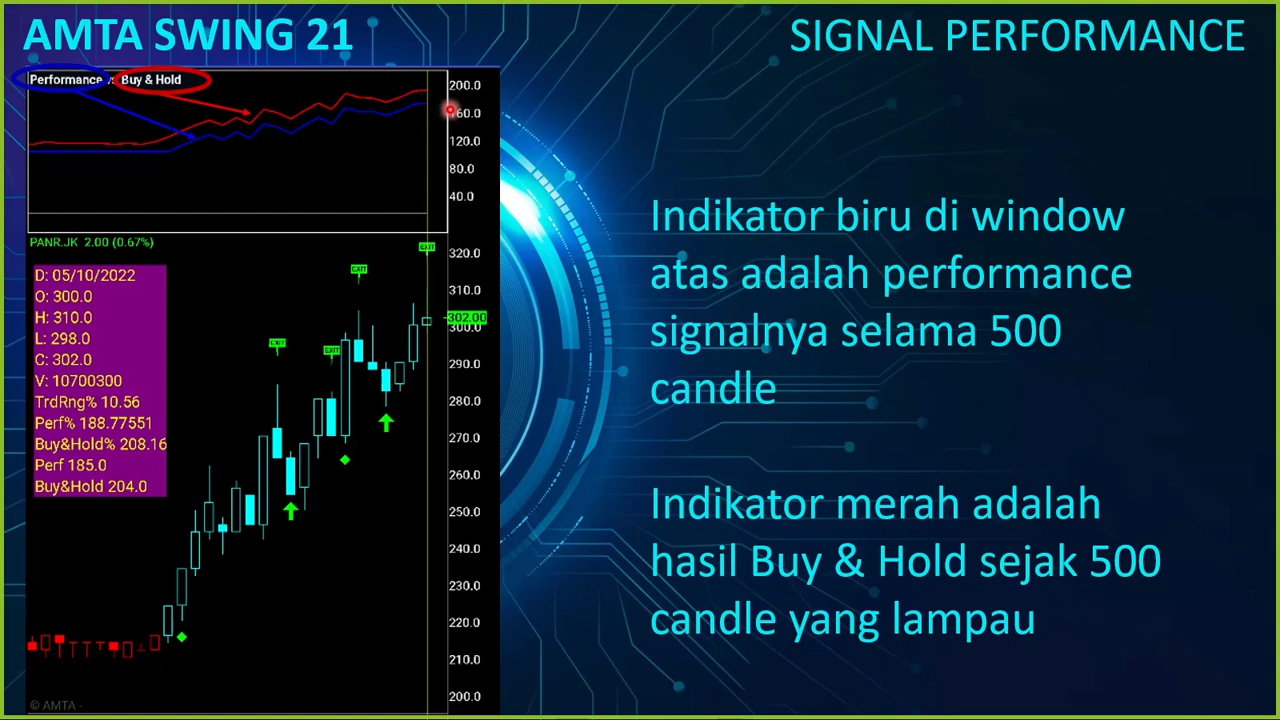 AMTA SWING 21
SIGNAL PERFORMANCE
Performance vs Buy & Hold
200.0
160.0
120.0
80.0
40.0
PANR.JK 2.00 (0.67%)
EXIT
320.0
EXIT
310.0
302.00
300.0
EXIT
EXIT
290.0
280.0
270.0
260.0
250.0
240.0
230.0
220.0
210.0
200.0
D: 05/10/2022
O: 300.0
H: 310.0
L: 298.0
C: 302.0
V: 10700300
TrdRng% 10.56
Perf% 188.77551
Buy&Hold% 208.16
Perf 185.0
Buy&Hold 204.0
© AMTA -
Indikator biru di window
atas adalah performance
signalnya selama 500
candle
Indikator merah adalah
hasil Buy & Hold sejak 500
candle yang lampau